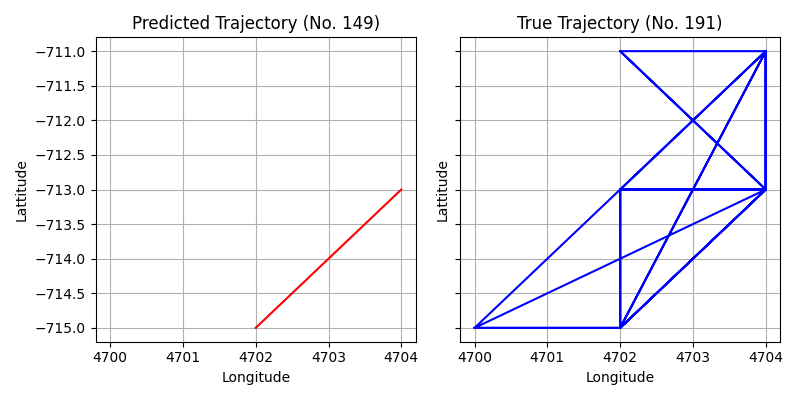 Predicted Trajectory (No. 149)
True Trajectory (No. 191)
−711.0
−711.5
−712.0
−712.5
−713.0
−713.5
−714.0
−714.5
−715.0
Lattitude
Lattitude
4700 4701 4702 4703 4704
4700 4701 4702 4703 4704
Longitude
Longitude